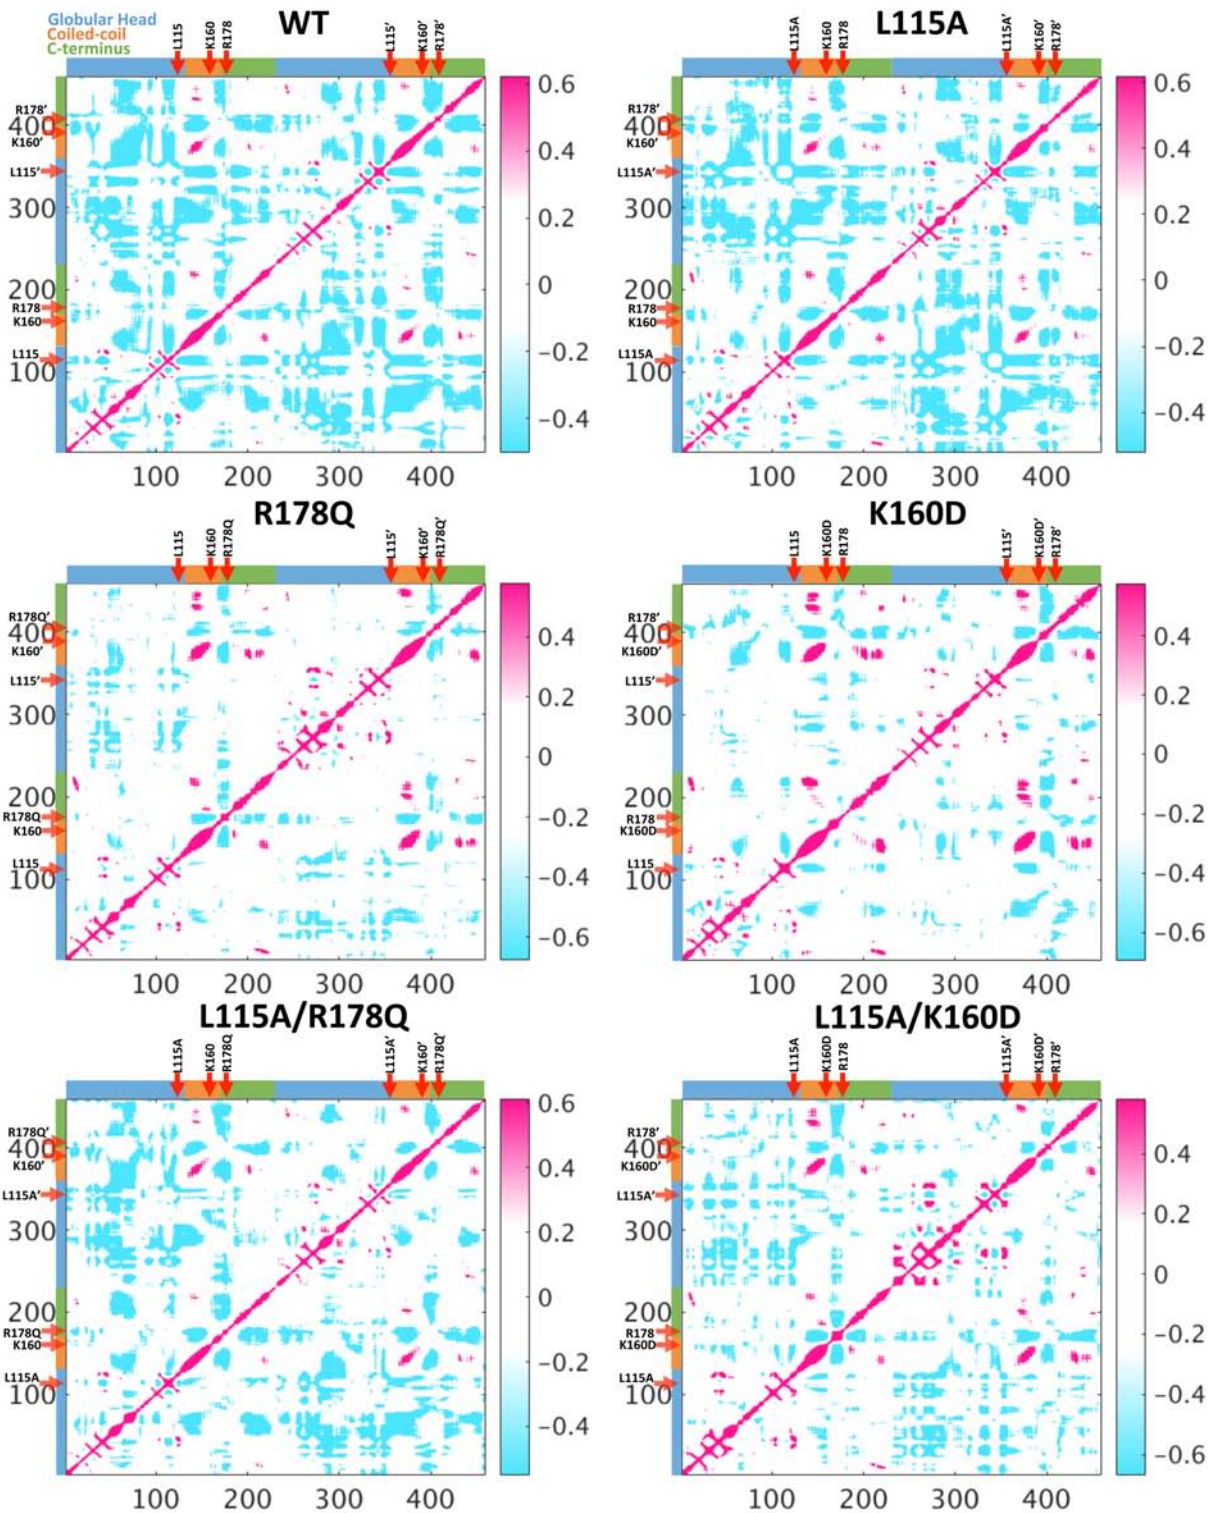 Globular Head
Coiled-coil
C-terminus
WT
L115
K160
R178
L115'
K160'
R178'
R178'
400
K160'
L115'
300
200
R178
K160
L115
100
100 200 300 400
0.6
0.4
0.2
0
−0.2
−0.4
L115A
L115A
K160
R178
L115A'
K160'
R178'
R178'
400
K160'
L115A'
300
200
R178
K160
L115A
100
100 200 300 400
0.6
0.4
0.2
0
−0.2
−0.4
R178Q
L115
K160
R178Q
L115'
K160'
R178Q'
R178Q'
400
K160'
L115'
300
200
R178Q
K160
L115
100
100 200 300 400
0.4
0.2
0
−0.2
−0.4
−0.6
K160D
L115
K160D
R178
L115'
K160D'
R178'
R178'
400
K160D'
L115'
300
200
R178
K160D
L115
100
100 200 300 400
0.4
0.2
0
−0.2
−0.4
−0.6
L115A/R178Q
L115A
K160
R178Q
L115A'
K160'
R178Q'
R178Q'
400
K160'
L115A'
300
200
R178Q
K160
L115A
100
100 200 300 400
0.6
0.4
0.2
0
−0.2
−0.4
L115A/K160D
L115A
K160D
R178
L115A'
K160D'
R178'
R178'
400
K160D'
L115A'
300
200
R178
K160D
L115A
100
100 200 300 400
0.4
0.2
0
−0.2
−0.4
−0.6